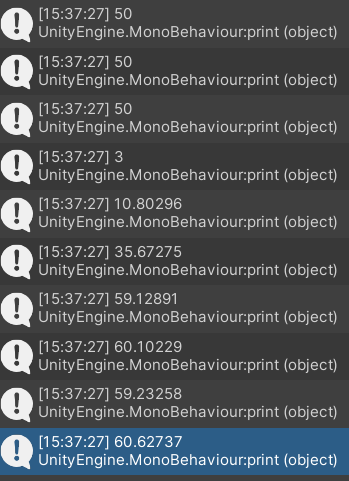 [15:37:27] 50
UnityEngine.MonoBehaviour:print (object)
[15:37:27] 50
UnityEngine.MonoBehaviour:print (object)
[15:37:27] 50
UnityEngine.MonoBehaviour:print (object)
[15:37:27] 3
UnityEngine.MonoBehaviour:print (object)
[15:37:27] 10.80296
UnityEngine.MonoBehaviour:print (object)
[15:37:27] 35.67275
UnityEngine.MonoBehaviour:print (object)
[15:37:27] 59.12891
UnityEngine.MonoBehaviour:print (object)
[15:37:27] 60.10229
UnityEngine.MonoBehaviour:print (object)
[15:37:27] 59.23258
UnityEngine.MonoBehaviour:print (object)
[15:37:27] 60.62737
UnityEngine.MonoBehaviour:print (object)